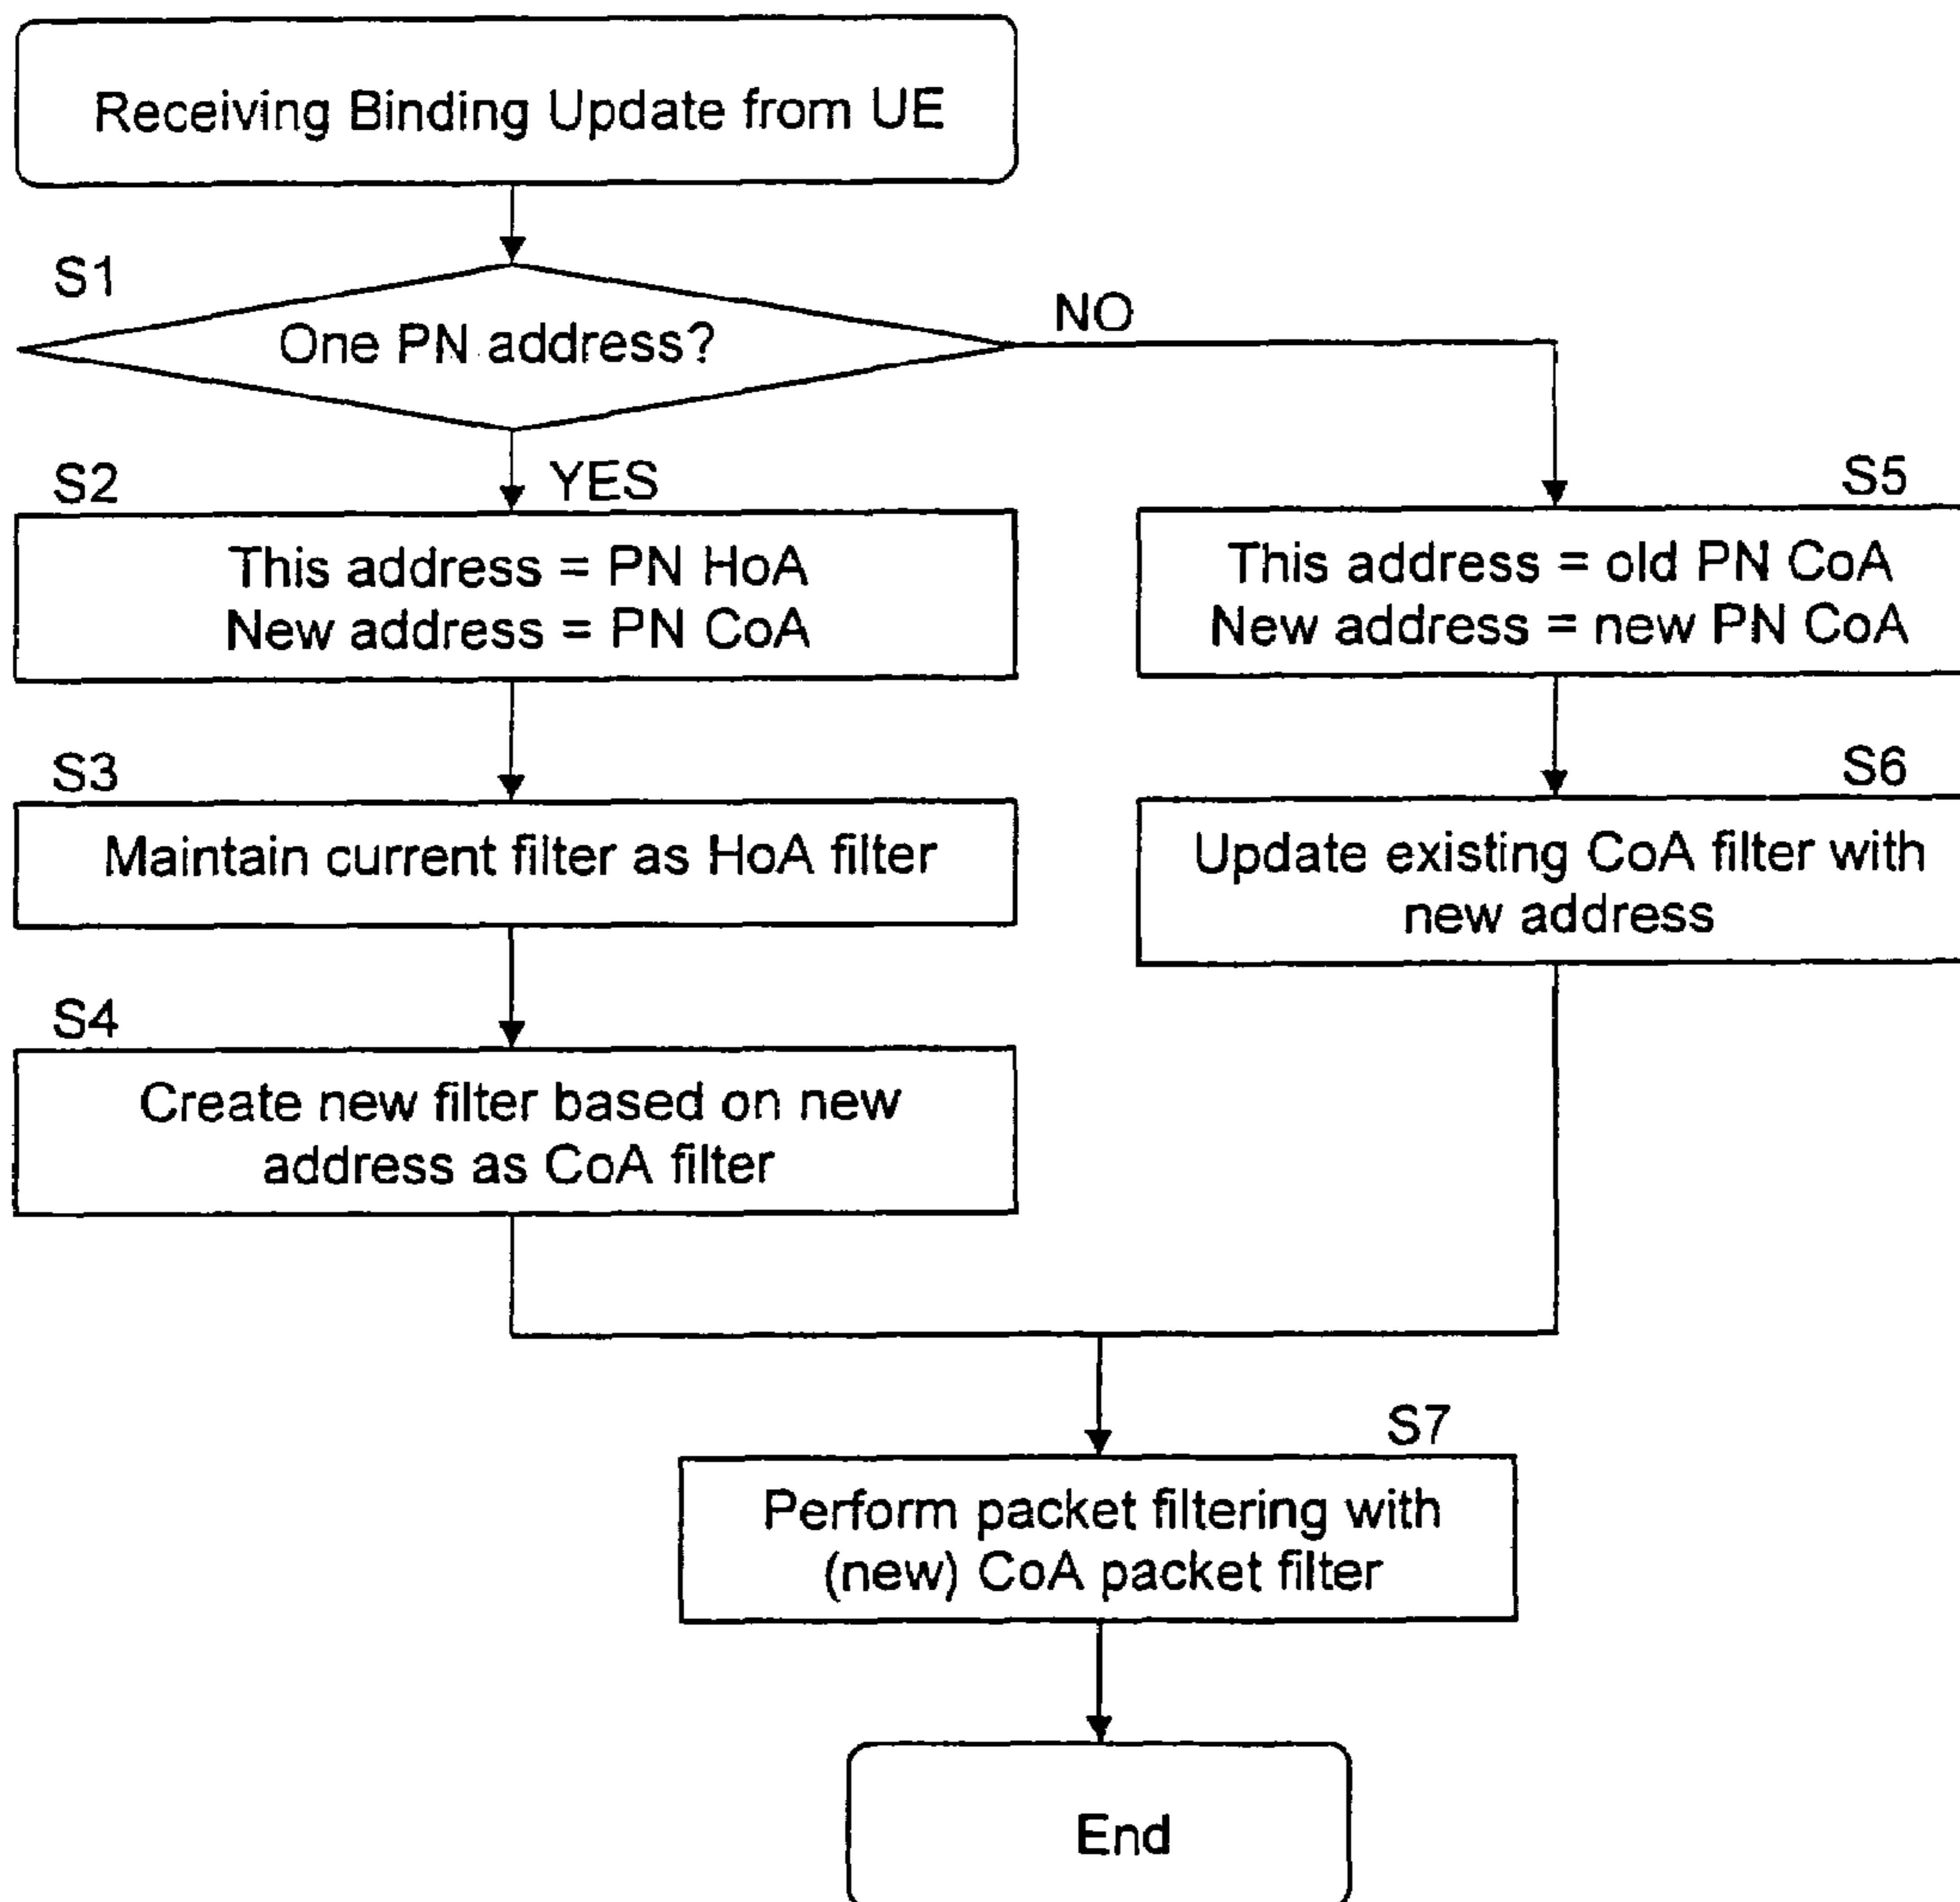 Receiving Binding Update from UE
S1
One PN address?
NO
YES
S2
This address = PN HoA
New address = PN CoA
S3
Maintain current filter as HoA filter
S4
Create new filter based on new
address as CoA filter
S5
This address = old PN CoA
New address = new PN CoA
S6
Update existing CoA filter with
new address
S7
Perform packet filtering with
(new) CoA packet filter
End